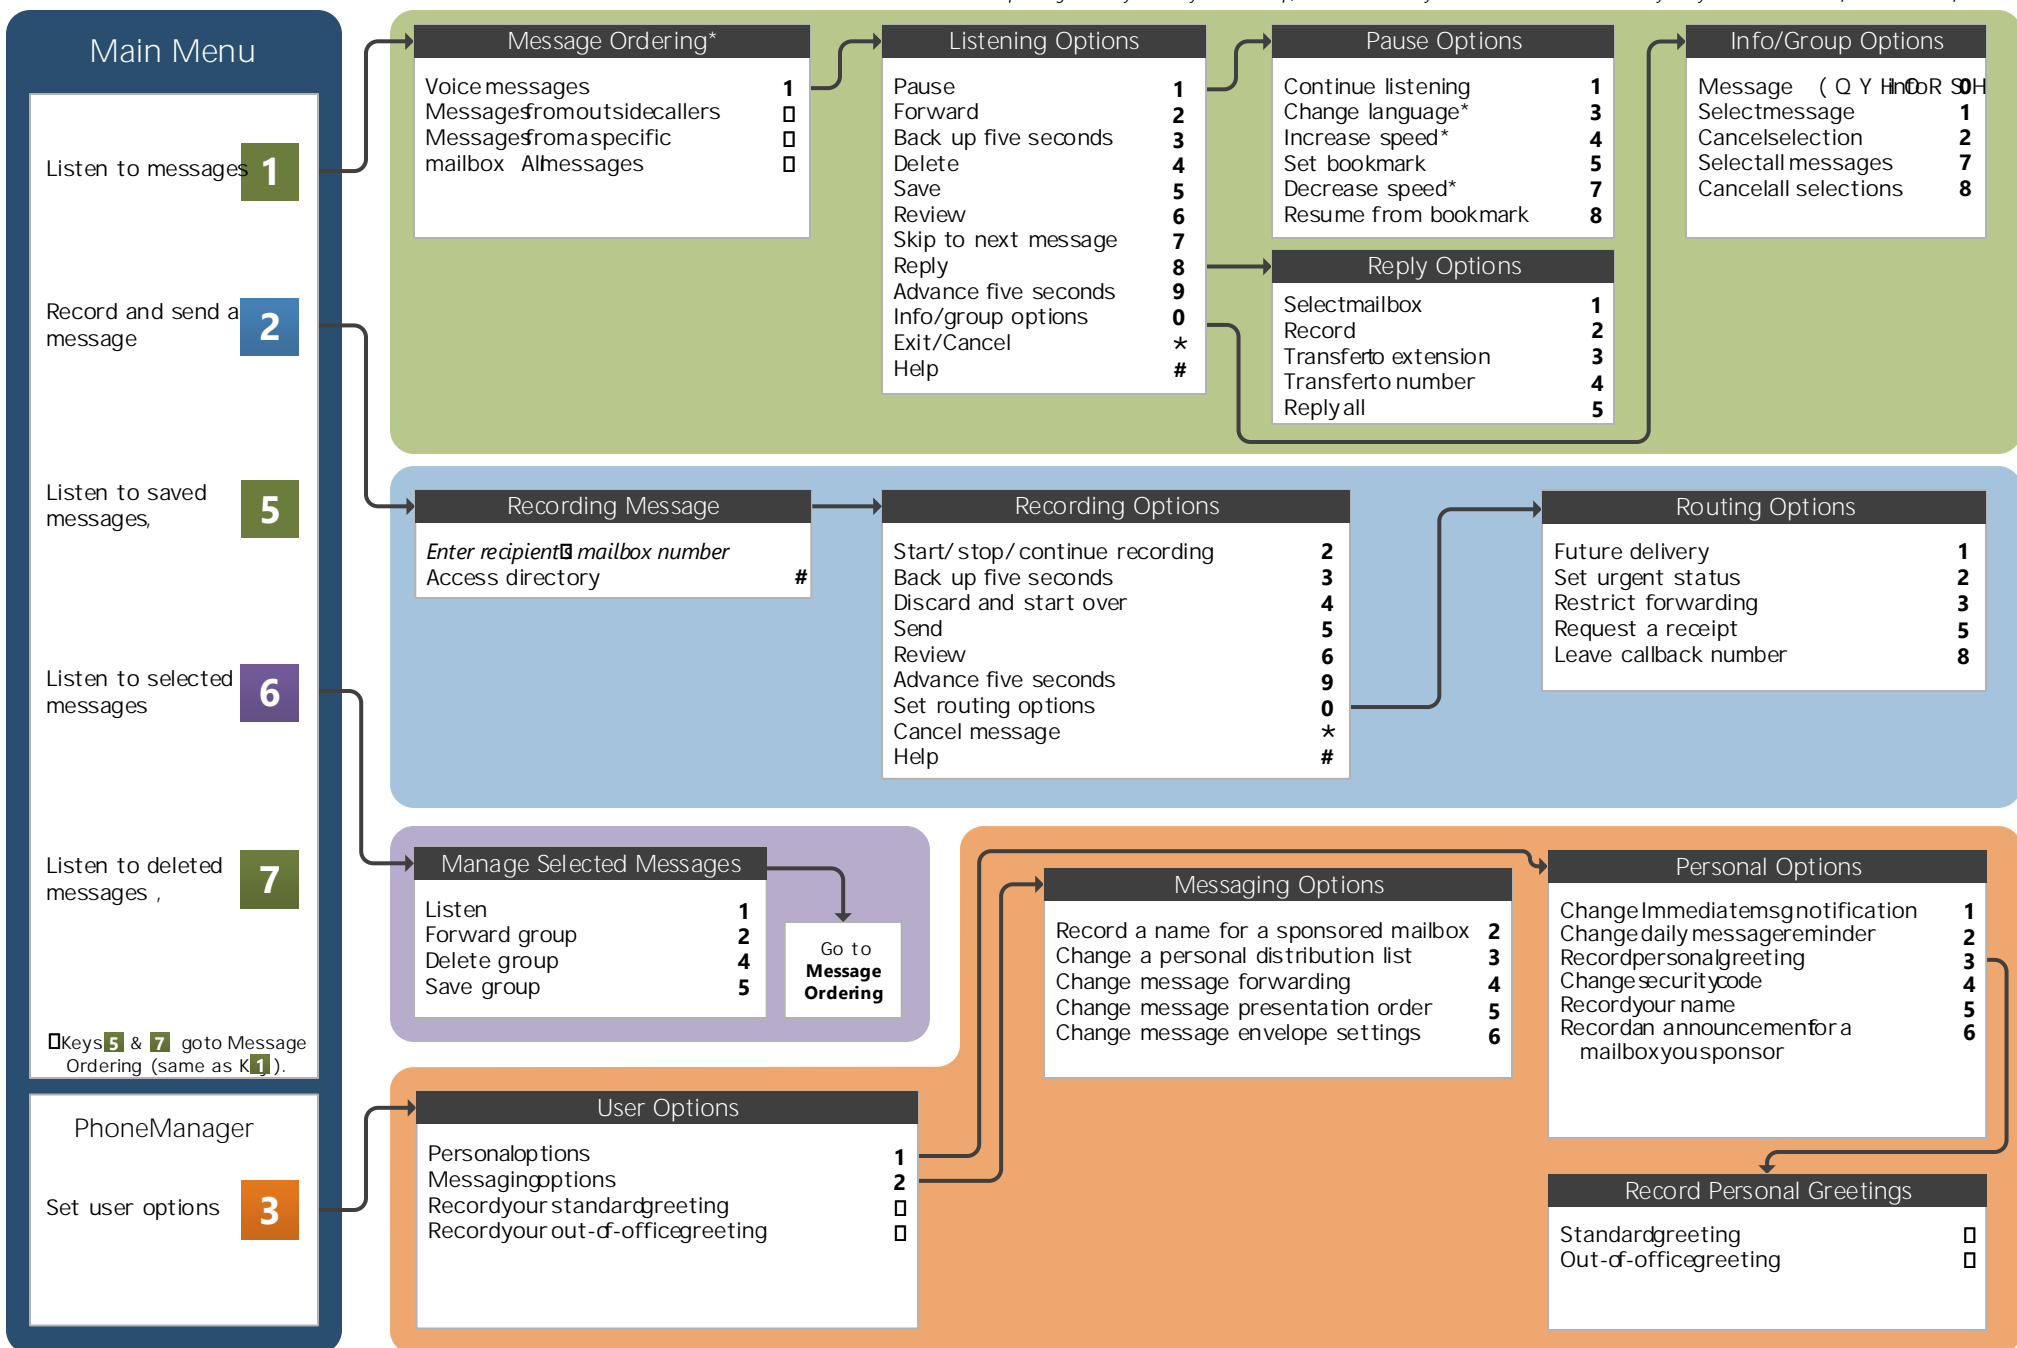 Main Menu
Listen to messages 1
Record and send a 2
message
Listen to saved 5
messages,
Listen to selected 6
messages
Listen to deleted 7
messages ,
Keys 5 & 7 go to Message
Ordering (same as K 1 ).
PhoneManager
Set user options 3
Message Ordering*
Voice messages 1
Messages from outside callers
Messages from a specific
mailbox All messages
Listening Options
Pause 1
Forward 2
Back up five seconds 3
Delete 4
Save 5
Review 6
Skip to next message 7
Reply 8
Advance five seconds 9
Info/group options 0
Exit/Cancel *
Help #
Pause Options
Continue listening 1
Change language* 3
Increase speed* 4
Set bookmark 5
Decrease speed* 7
Resume from bookmark 8
Reply Options
Select mailbox 1
Record 2
Transfer to extension 3
Transfer to number 4
Reply all 5
Info/Group Options
Message info 0
Select message 1
Cancel selection 2
Select all messages 7
Cancel all selections 8
Recording Message
Enter recipient mailbox number
Access directory #
Recording Options
Start/stop/continue recording 2
Back up five seconds 3
Discard and start over 4
Send 5
Review 6
Advance five seconds 9
Set routing options 0
Cancel message *
Help #
Routing Options
Future delivery 1
Set urgent status 2
Restrict forwarding 3
Request a receipt 5
Leave callback number 8
Manage Selected Messages
Listen 1
Forward group 2
Delete group 4
Save group 5
Go to
Message
Ordering
User Options
Personal options 1
Messaging options 2
Record your standard greeting
Record your out-of-office greeting
Messaging Options
Record a name for a sponsored mailbox 2
Change a personal distribution list 3
Change message forwarding 4
Change message presentation order 5
Change message envelope settings 6
Personal Options
Change Immediate msg notification 1
Change daily message reminder 2
Record personal greeting 3
Change security code 4
Record your name 5
Record an announcement for a 6
mailbox you sponsor
Record Personal Greetings
Standard greeting
Out-of-office greeting